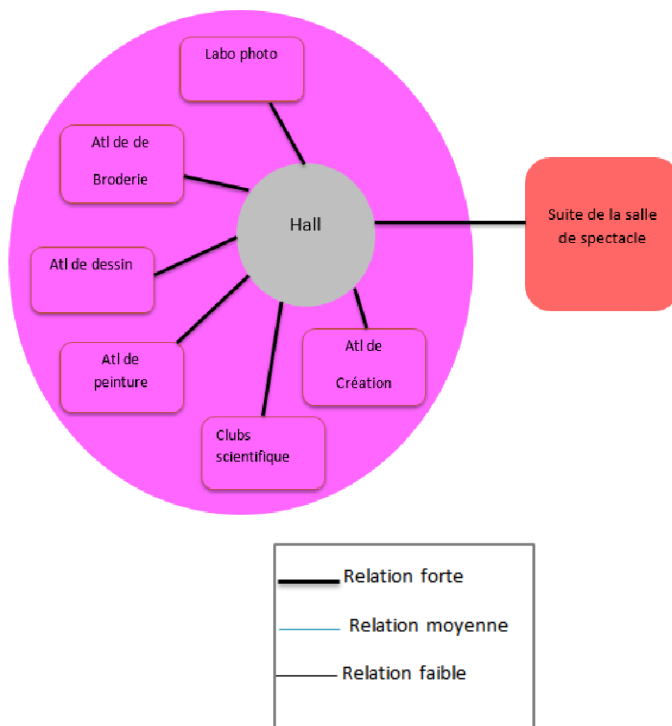 Labo photo
Atl de de
Broderie
Hall
Suite de la salle
de spectacle
Atl de dessin
Atl de
peinture
Atl de
Création
Clubs
scientifique
Relation forte
Relation moyenne
Relation faible